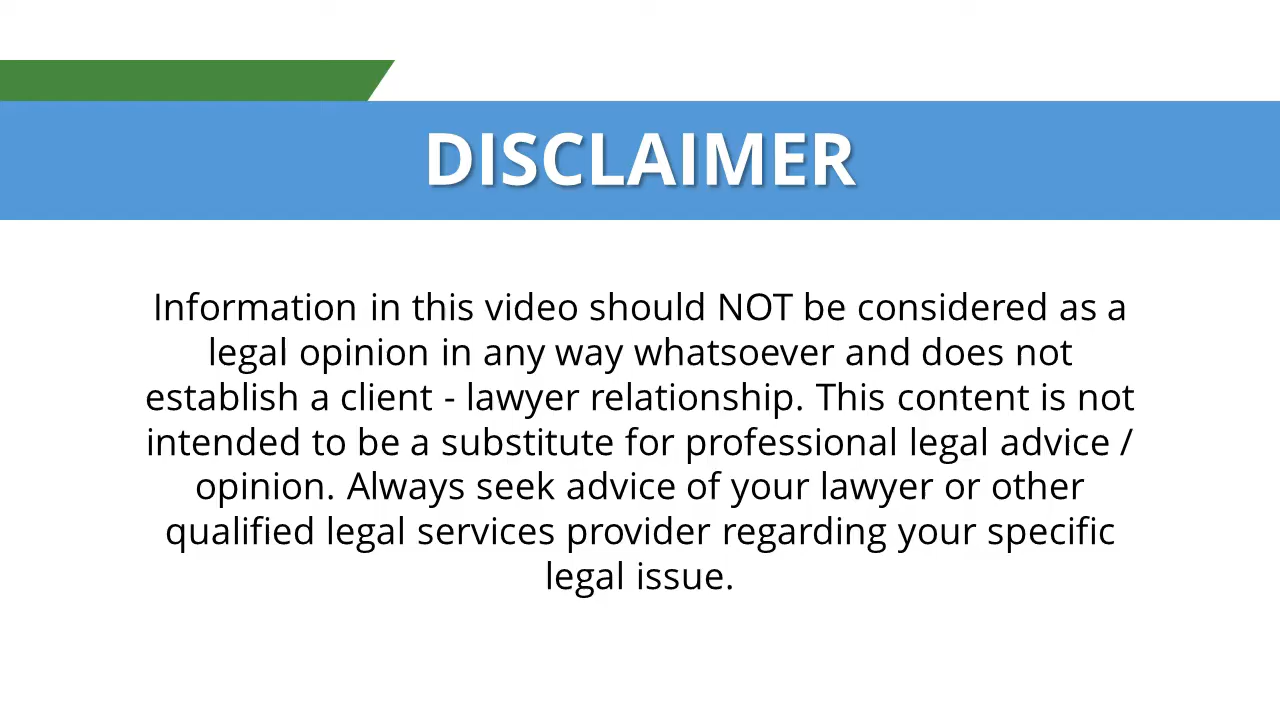 DISCLAIMER
Information in this video should NOT be considered as a
legal opinion in any way whatsoever and does not
establish a client - lawyer relationship. This content is not
intended to be a substitute for professional legal advice /
opinion. Always seek advice of your lawyer or other
qualified legal services provider regarding your specific
legal issue.